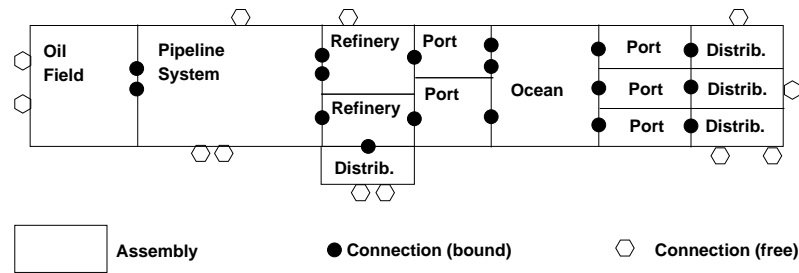 Oil Field
Pipeline System
Refinery
Port
Refinery
Port
Ocean
Port
Distrib.
Port
Distrib.
Port
Distrib.
Distrib.
Assembly
Connection (bound)
Connection (free)